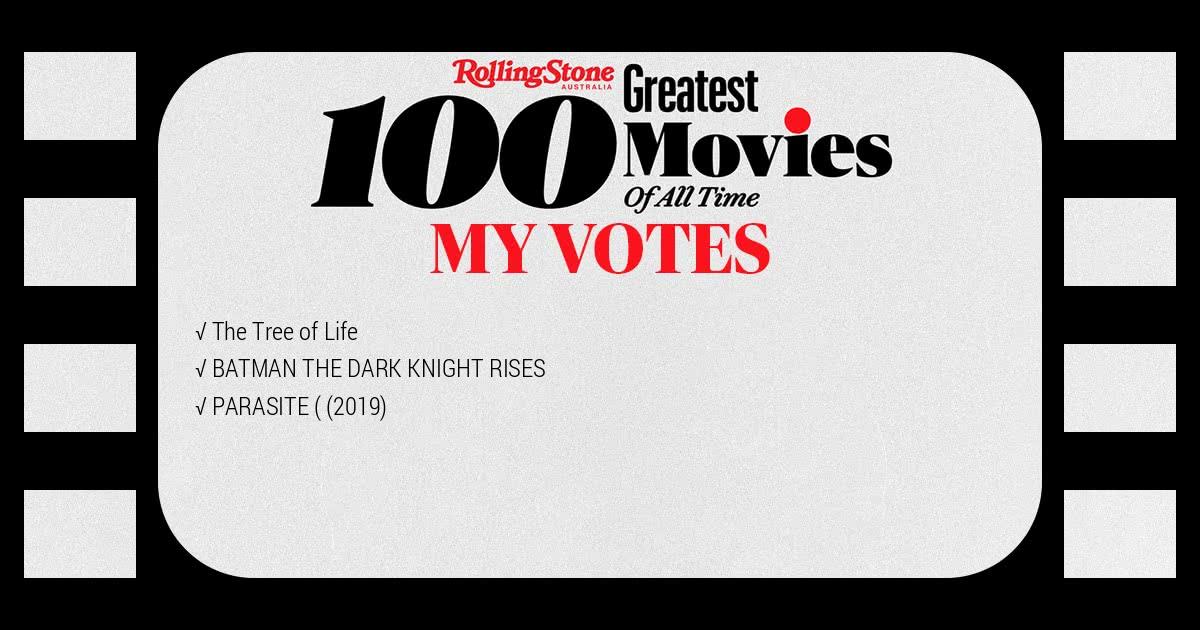 RollingStone
AUSTRALIA
100 Greatest
Movies
Of All Time
MY VOTES
√ The Tree of Life
√ BATMAN THE DARK KNIGHT RISES
√ PARASITE ( (2019)